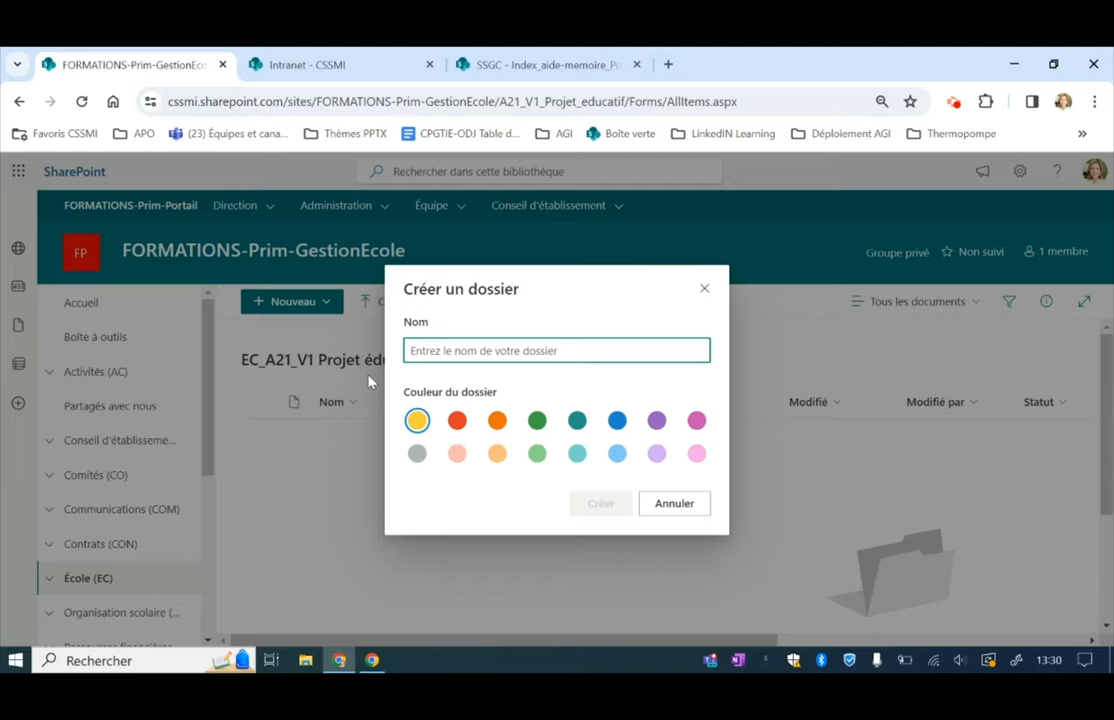 FORMATIONS-Prim-GestionEco
Intranet - CSSMI
SSGC - Index_aide-memoire_Po
cssmi.sharepoint.com/sites/FORMATIONS-Prim-GestionEcole/A21_V1_Projet_educatif/Forms/AllItems.aspx
Favoris CSSMI
APO
(23) Équipes et cana...
Thèmes PPTX
CPGTIE-ODJ Table d...
AGI
Boîte verte
LinkedIN Learning
Déploiement AGI
Thermopompe
SharePoint
Rechercher dans cette bibliothèque
FORMATIONS-Prim-Portail
Direction
Administration
Équipe
Conseil d'établissement
FP
FORMATIONS-Prim-GestionEcole
Groupe privé
Non suivi
1 membre
Accueil
Boîte à outils
Activités (AC)
Partagés avec nous
Conseil d'établisseme...
Comités (CO)
Communications (COM)
Contrats (CON)
École (EC)
Organisation scolaire (...
Nouveau
Tous les documents
EC_A21_V1 Projet édu
Nom
Modifié
Modifié par
Statut
Créer un dossier
Nom
Entrez le nom de votre dossier
Couleur du dossier
Créer
Annuler
Rechercher
13:30